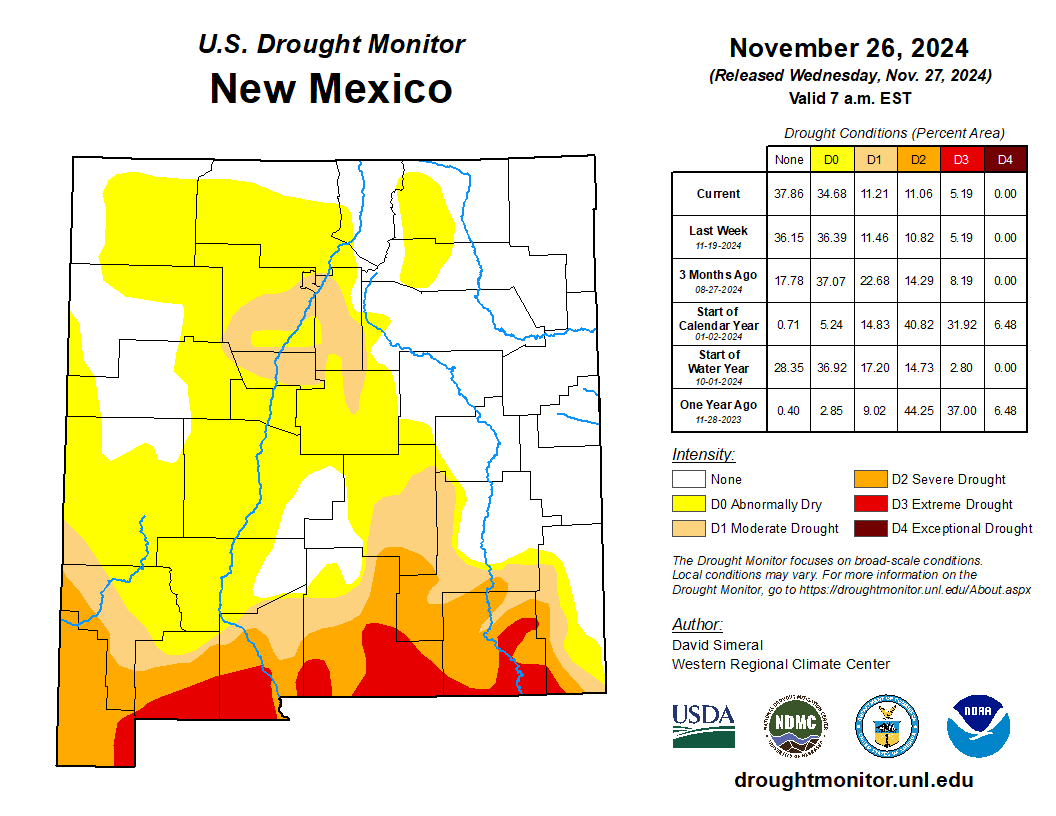 U.S. Drought Monitor
New Mexico
November 26, 2024
(Released Wednesday, Nov. 27, 2024)
Valid 7 a.m. EST
Drought Conditions (Percent Area)
None D0 D1 D2 D3 D4
Current 37.86 34.68 11.21 11.06 5.19 0.00
Last Week 36.15 36.39 11.46 10.82 5.19 0.00
11-19-2024
3 Months Ago 17.78 37.07 22.68 14.29 8.19 0.00
08-27-2024
Start of
Calendar Year 0.71 5.24 14.83 40.82 31.92 6.48
01-02-2024
Start of
Water Year 28.35 36.92 17.20 14.73 2.80 0.00
10-01-2024
One Year Ago 0.40 2.85 9.02 44.25 37.00 6.48
11-28-2023
Intensity:
None
D0 Abnormally Dry
D1 Moderate Drought
D2 Severe Drought
D3 Extreme Drought
D4 Exceptional Drought
The Drought Monitor focuses on broad-scale conditions.
Local conditions may vary. For more information on the
Drought Monitor, go to https://droughtmonitor.unl.edu/About.aspx
Author:
David Simeral
Western Regional Climate Center
USDA
NDMC
NOAA
droughtmonitor.unl.edu